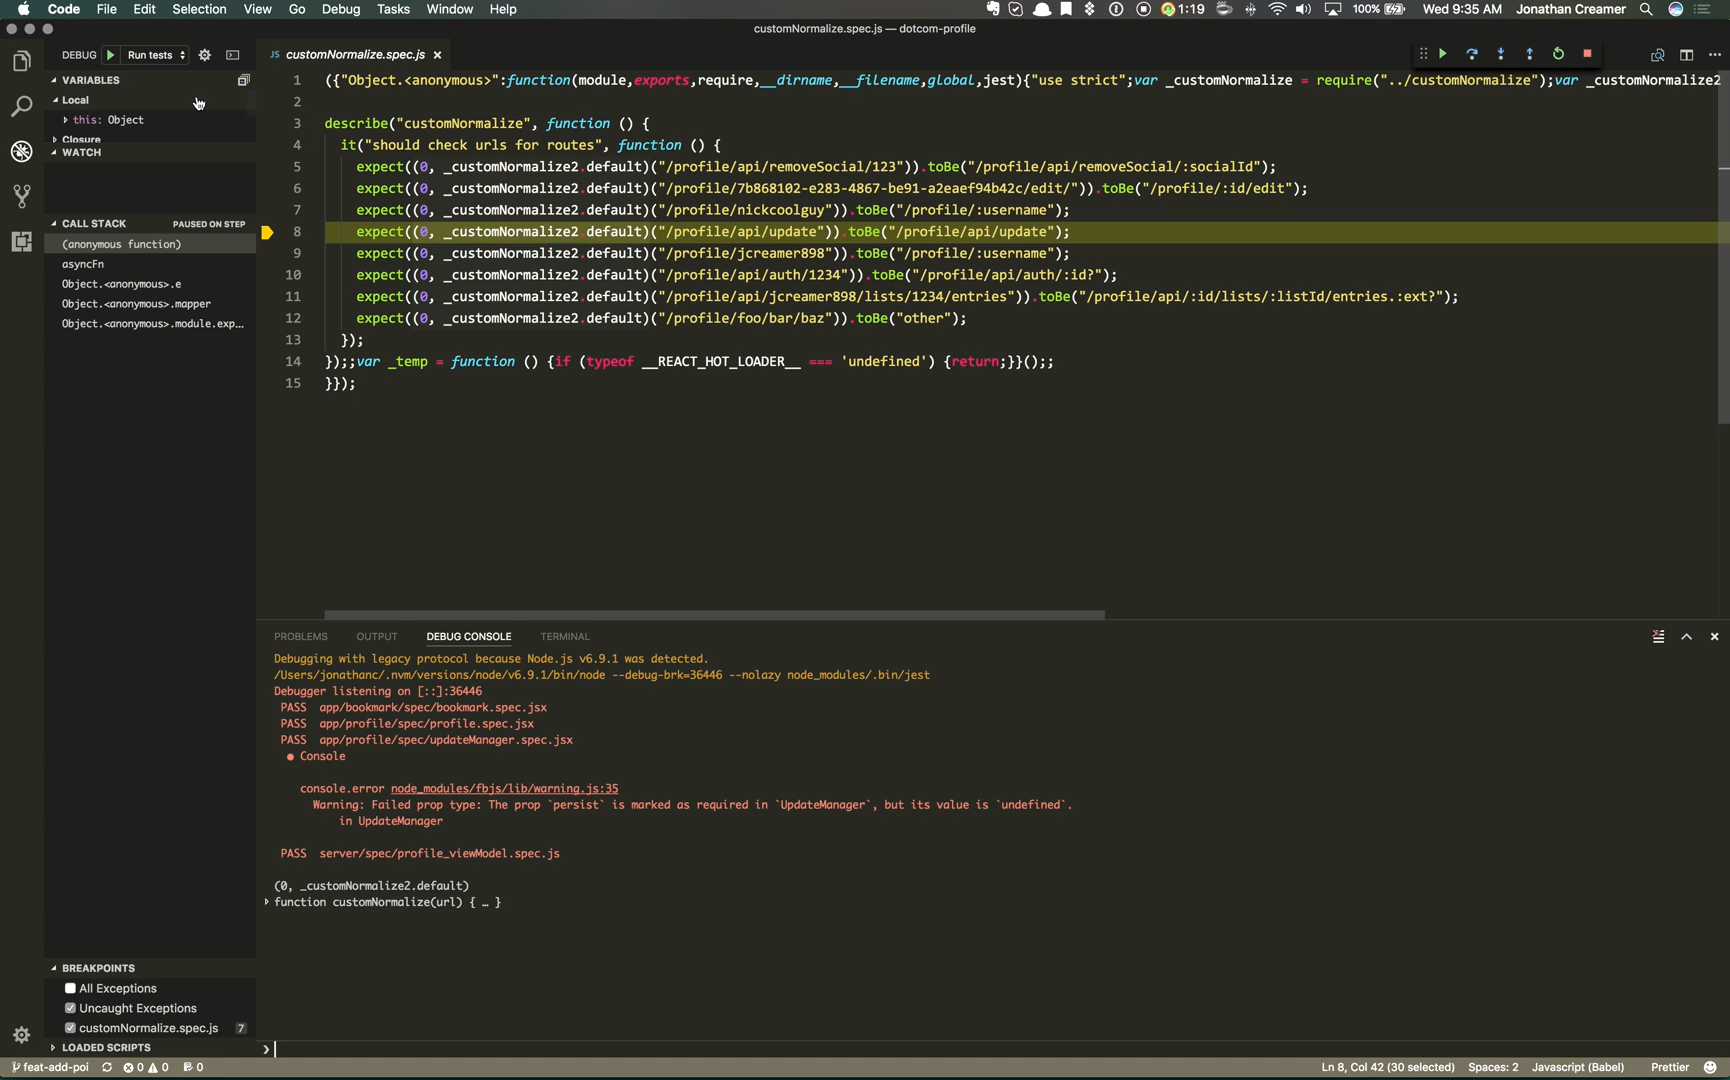 Code File Edit Selection View Go Debug Tasks Window Help 1:19 100% Wed 9:35 AM Jonathan Creamer
customNormalize.spec.js — dotcom-profile
DEBUG Run tests
JS customNormalize.spec.js
VARIABLES
Local
this: Object
Closure
WATCH
CALL STACK PAUSED ON STEP
(anonymous function)
asyncFn
Object.<anonymous>.e
Object.<anonymous>.mapper
Object.<anonymous>.module.exp...
BREAKPOINTS
All Exceptions
Uncaught Exceptions
customNormalize.spec.js 7
LOADED SCRIPTS
1 ({"Object.<anonymous>":function(module,exports,require,__dirname,__filename,global,jest){"use strict";var _customNormalize = require("../customNormalize");var _customNormalize2
2
3 describe("customNormalize", function () {
4 it("should check urls for routes", function () {
5 expect((0, _customNormalize2.default)("/profile/api/removeSocial/123")).toBe("/profile/api/removeSocial/:socialId");
6 expect((0, _customNormalize2.default)("/profile/7b868102-e283-4867-be91-a2eaef94b42c/edit/")).toBe("/profile/:id/edit");
7 expect((0, _customNormalize2.default)("/profile/nickcoolguy")).toBe("/profile/:username");
8 expect((0, _customNormalize2.default)("/profile/api/update")).toBe("/profile/api/update");
9 expect((0, _customNormalize2.default)("/profile/jcreamer898")).toBe("/profile/:username");
10 expect((0, _customNormalize2.default)("/profile/api/auth/1234")).toBe("/profile/api/auth/:id?");
11 expect((0, _customNormalize2.default)("/profile/api/jcreamer898/lists/1234/entries")).toBe("/profile/api/:id/lists/:listId/entries.:ext?");
12 expect((0, _customNormalize2.default)("/profile/foo/bar/baz")).toBe("other");
13 });
14 });;var _temp = function () {if (typeof __REACT_HOT_LOADER__ === 'undefined') {return;}}();;
15 }});
PROBLEMS OUTPUT DEBUG CONSOLE TERMINAL
Debugging with legacy protocol because Node.js v6.9.1 was detected.
/Users/jonathanc/.nvm/versions/node/v6.9.1/bin/node --debug-brk=36446 --nolazy node_modules/.bin/jest
Debugger listening on [::]:36446
PASS app/bookmark/spec/bookmark.spec.jsx
PASS app/profile/spec/profile.spec.jsx
PASS app/profile/spec/updateManager.spec.jsx
● Console
console.error node_modules/fbjs/lib/warning.js:35
Warning: Failed prop type: The prop `persist` is marked as required in `UpdateManager`, but its value is `undefined`.
in UpdateManager
PASS server/spec/profile_viewModel.spec.js
(0, _customNormalize2.default)
function customNormalize(url) { … }
feat-add-poi 0 0 0 Ln 8, Col 42 (30 selected) Spaces: 2 Javascript (Babel) Prettier